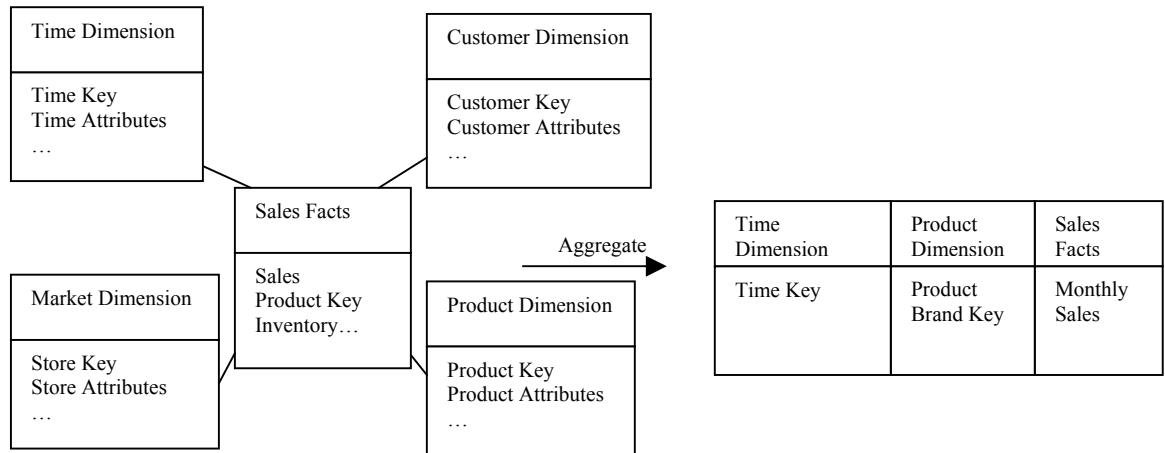 Time Dimension
Time Key
Time Attributes
…
Customer Dimension
Customer Key
Customer Attributes
…
Sales Facts
Sales
Product Key
Inventory…
Market Dimension
Store Key
Store Attributes
…
Product Dimension
Product Key
Product Attributes
…
Aggregate
Time
Dimension
Product
Dimension
Sales
Facts
Time Key
Product
Brand Key
Monthly
Sales